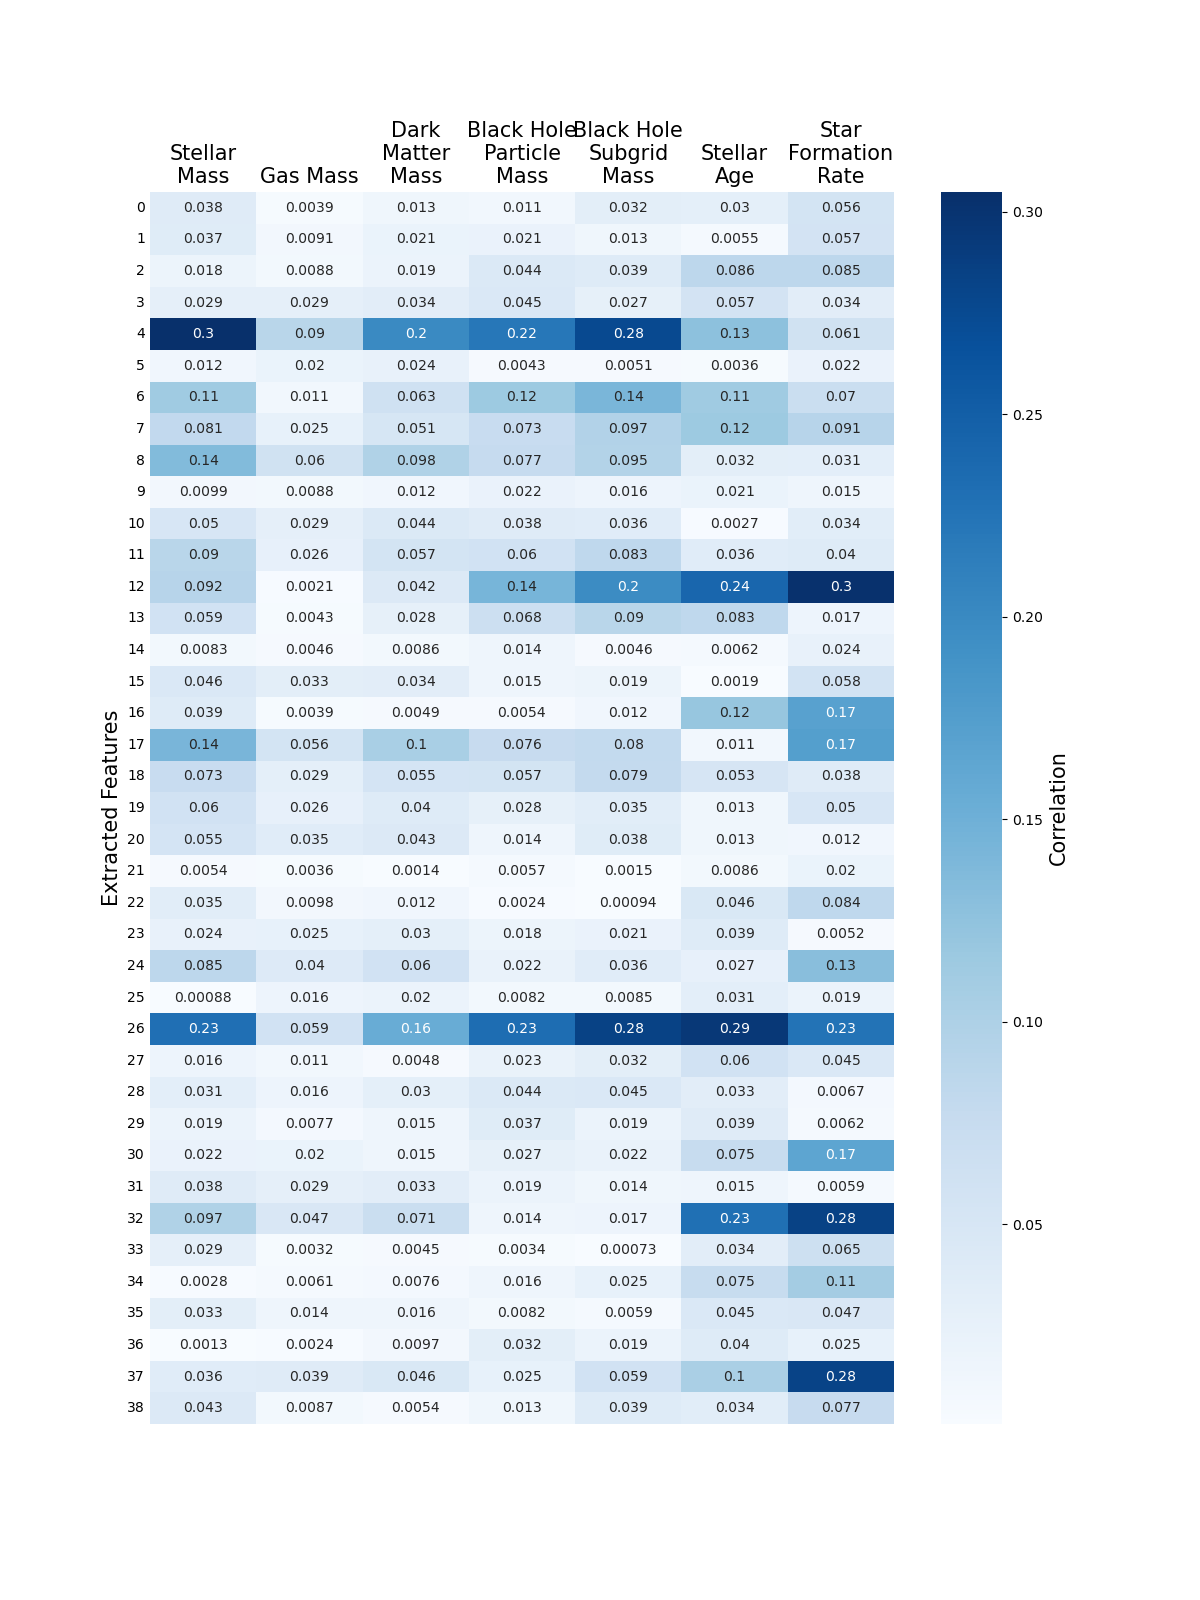 Dark Black Hole Black Hole Star
Stellar Matter Particle Subgrid Stellar Formation
Mass Gas Mass Mass Mass Mass Age Rate
0 0.038 0.0039 0.013 0.011 0.032 0.03 0.056
1 0.037 0.0091 0.021 0.021 0.013 0.0055 0.057
2 0.018 0.0088 0.019 0.044 0.039 0.086 0.085
3 0.029 0.029 0.034 0.045 0.027 0.057 0.034
4 0.3 0.09 0.2 0.22 0.28 0.13 0.061
5 0.012 0.02 0.024 0.0043 0.0051 0.0036 0.022
6 0.11 0.011 0.063 0.12 0.14 0.11 0.07
7 0.081 0.025 0.051 0.073 0.097 0.12 0.091
8 0.14 0.06 0.098 0.077 0.095 0.032 0.031
9 0.0099 0.0088 0.012 0.022 0.016 0.021 0.015
10 0.05 0.029 0.044 0.038 0.036 0.0027 0.034
11 0.09 0.026 0.057 0.06 0.083 0.036 0.04
12 0.092 0.0021 0.042 0.14 0.2 0.24 0.3
13 0.059 0.0043 0.028 0.068 0.09 0.083 0.017
14 0.0083 0.0046 0.0086 0.014 0.0046 0.0062 0.024
15 0.046 0.033 0.034 0.015 0.019 0.0019 0.058
16 0.039 0.0039 0.0049 0.0054 0.012 0.12 0.17
17 0.14 0.056 0.1 0.076 0.08 0.011 0.17
18 0.073 0.029 0.055 0.057 0.079 0.053 0.038
19 0.06 0.026 0.04 0.028 0.035 0.013 0.05
20 0.055 0.035 0.043 0.014 0.038 0.013 0.012
21 0.0054 0.0036 0.0014 0.0057 0.0015 0.0086 0.02
22 0.035 0.0098 0.012 0.0024 0.00094 0.046 0.084
23 0.024 0.025 0.03 0.018 0.021 0.039 0.0052
24 0.085 0.04 0.06 0.022 0.036 0.027 0.13
25 0.00088 0.016 0.02 0.0082 0.0085 0.031 0.019
26 0.23 0.059 0.16 0.23 0.28 0.29 0.23
27 0.016 0.011 0.0048 0.023 0.032 0.06 0.045
28 0.031 0.016 0.03 0.044 0.045 0.033 0.0067
29 0.019 0.0077 0.015 0.037 0.019 0.039 0.0062
30 0.022 0.02 0.015 0.027 0.022 0.075 0.17
31 0.038 0.029 0.033 0.019 0.014 0.015 0.0059
32 0.097 0.047 0.071 0.014 0.017 0.23 0.28
33 0.029 0.0032 0.0045 0.0034 0.00073 0.034 0.065
34 0.0028 0.0061 0.0076 0.016 0.025 0.075 0.11
35 0.033 0.014 0.016 0.0082 0.0059 0.045 0.047
36 0.0013 0.0024 0.0097 0.032 0.019 0.04 0.025
37 0.036 0.039 0.046 0.025 0.059 0.1 0.28
38 0.043 0.0087 0.0054 0.013 0.039 0.034 0.077
Extracted Features
0.30
0.25
0.20
0.15
0.10
0.05
Correlation